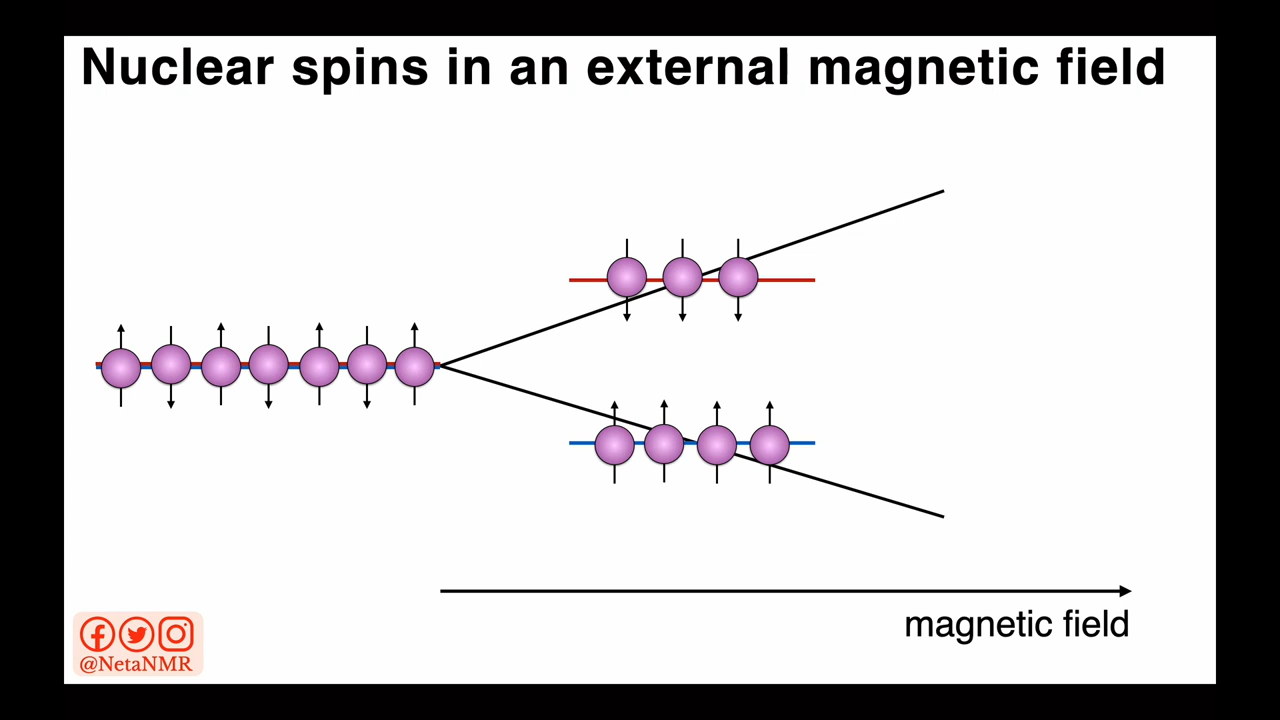 Nuclear spins in an external magnetic field
magnetic field
@NetaNMR